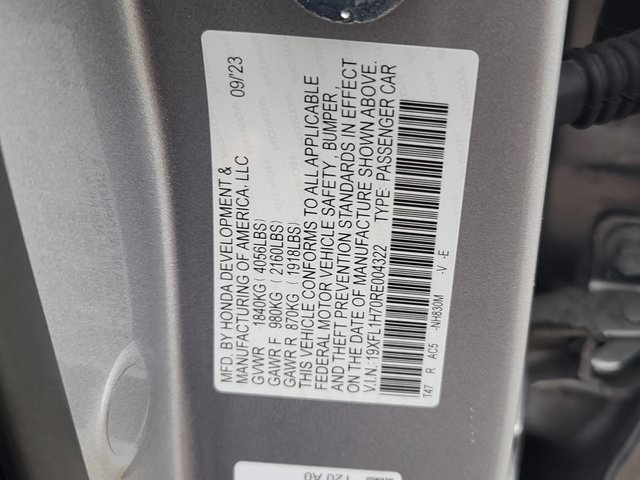 MFD. BY HONDA DEVELOPMENT & 09/23
MANUFACTURING OF AMERICA, LLC
GVWR 1840KG ( 4056LBS)
GAWR F 980KG ( 2160LBS)
GAWR R 870KG ( 1918LBS)
THIS VEHICLE CONFORMS TO ALL APPLICABLE
FEDERAL MOTOR VEHICLE SAFETY, BUMPER,
AND THEFT PREVENTION STANDARDS IN EFFECT
ON THE DATE OF MANUFACTURE SHOWN ABOVE.
V.I.N.:19XFL1H70RE004322 TYPE: PASSENGER CAR
T47 R AC5 -NH830M -V -E
120 A0